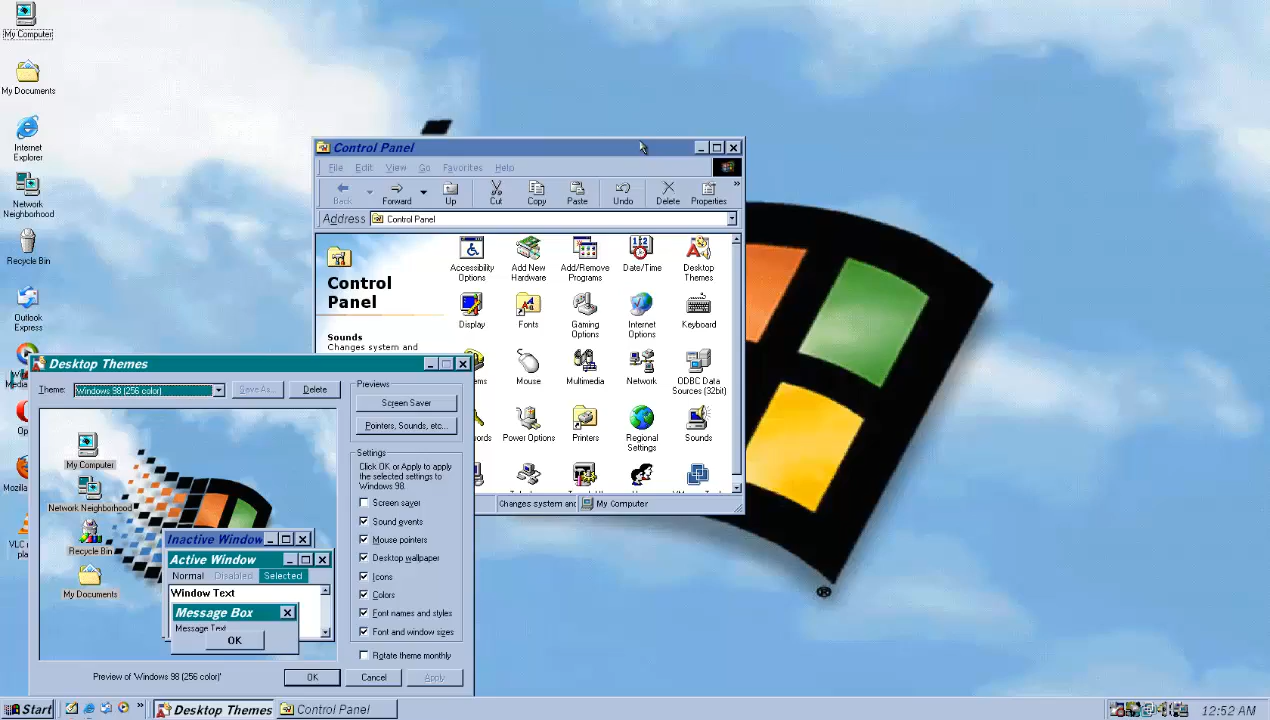 My Computer
My Documents
Internet
Explorer
Network
Neighborhood
Recycle Bin
Outlook
Express
Control Panel
File Edit View Go Favorites Help
Back Forward Up Cut Copy Paste Undo Delete Properties »
Address Control Panel
Control
Panel
Sounds
Changes system and
Accessibility
Options
Add New
Hardware
Add/Remove
Programs
Date/Time
Desktop
Themes
Display
Fonts
Gaming
Options
Internet
Options
Keyboard
Mouse
Multimedia
Network
ODBC Data
Sources (32bit)
Power Options
Printers
Regional
Settings
Sounds
Changes system and
My Computer
Desktop Themes
Theme: Windows 98 (256 color) Save As... Delete
Previews
Screen Saver
Pointers, Sounds, etc...
Settings
Click OK or Apply to apply
the selected settings to
Windows 98.
Screen saver
Sound events
Mouse pointers
Desktop wallpaper
Icons
Colors
Font names and styles
Font and window sizes
Rotate theme monthly
My Computer
Network Neighborhood
Recycle Bin
My Documents
Inactive Window
Active Window
Normal Disabled Selected
Window Text
Message Box
Message Text
OK
Preview of 'Windows 98 (256 color)'
OK Cancel Apply
®
Start » Desktop Themes Control Panel 12:52 AM